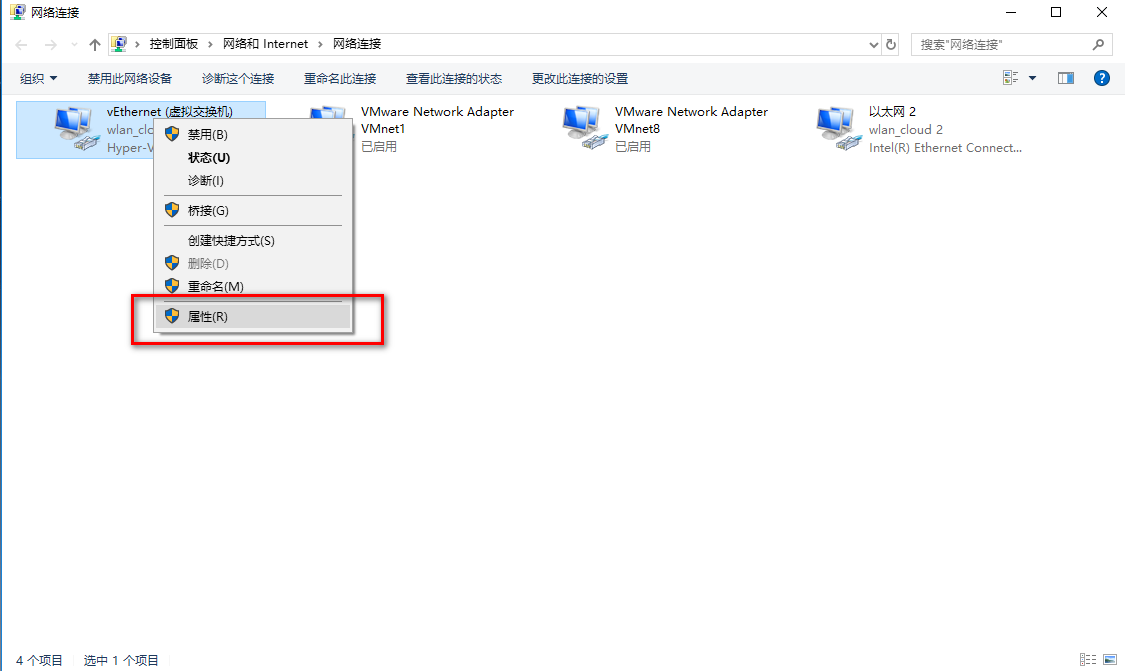 网络连接
控制面板 › 网络和 Internet › 网络连接
搜索"网络连接"
组织
禁用此网络设备
诊断这个连接
重命名此连接
查看此连接的状态
更改此连接的设置
vEthernet (虚拟交换机)
wlan_clo
Hyper-V
VMware Network Adapter
VMnet1
已启用
VMware Network Adapter
VMnet8
已启用
以太网 2
wlan_cloud 2
Intel(R) Ethernet Connect...
禁用(B)
状态(U)
诊断(I)
桥接(G)
创建快捷方式(S)
删除(D)
重命名(M)
属性(R)
4 个项目
选中 1 个项目